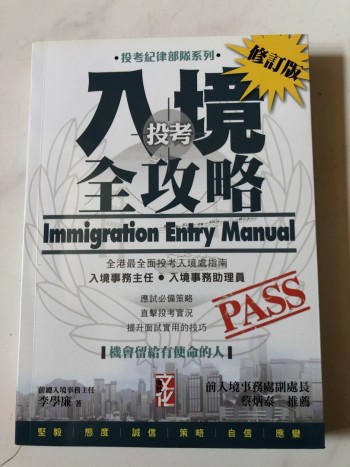 •投考紀律部隊系列•
修訂版
入境
投考
全攻略
Immigration Entry Manual
全港最全面投考入境處指南
入境事務主任 • 入境事務助理員
應試必備策略
直擊投考實況
提升面試實用的技巧
PASS
【機會留給有使命的人】
前總入境事務主任
李學廉 著
文化
前入境事務處副處長
蔡炳泰 推薦
堅毅｜態度｜誠信｜策略｜自信｜應變